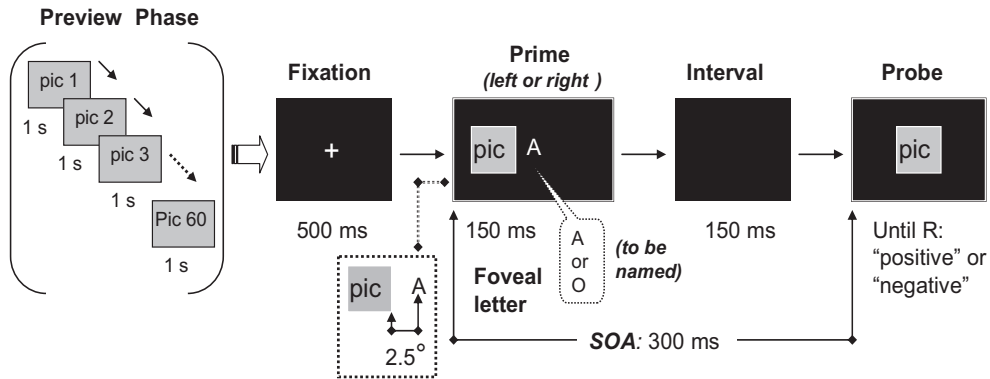 Preview Phase
pic 1
1 s
pic 2
1 s
pic 3
1 s
Pic 60
1 s
Fixation
+
500 ms
Prime
(left or right )
pic A
150 ms
Foveal
letter
A
or
O
(to be
named)
pic A
2.5°
Interval
150 ms
Probe
pic
Until R:
“positive” or
“negative”
SOA: 300 ms